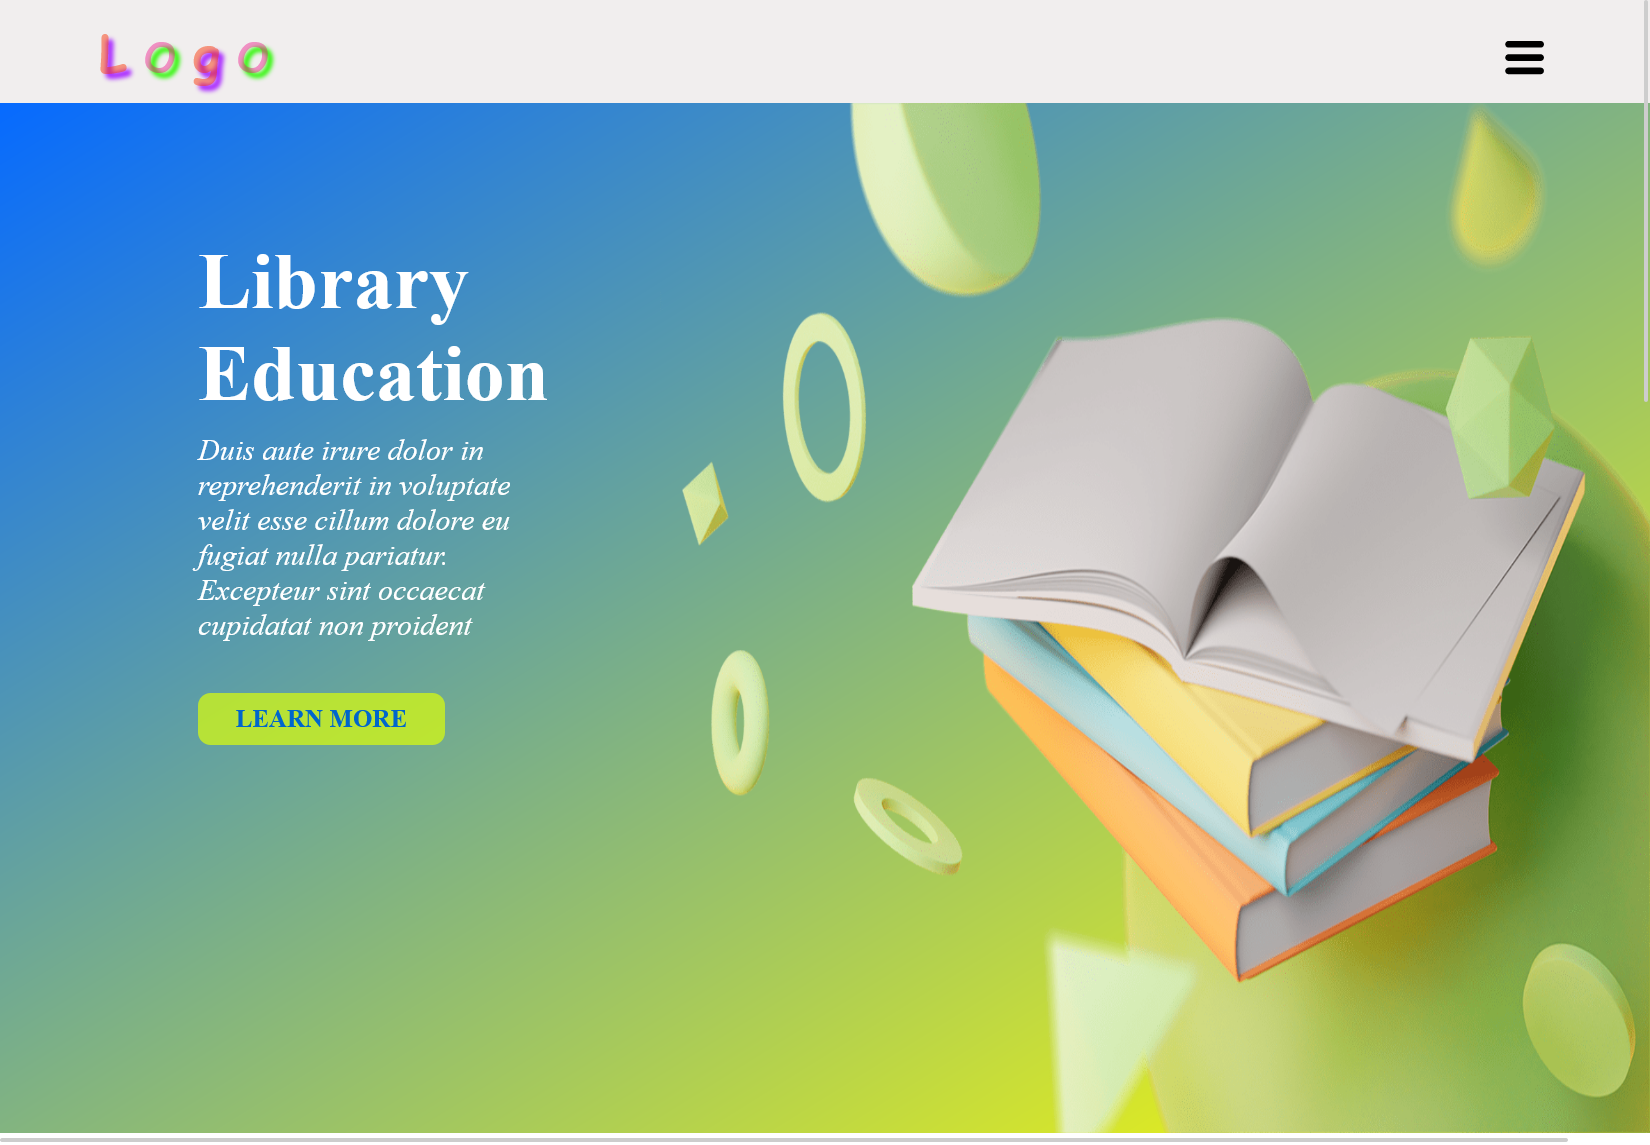 Logo
Library
Education
Duis aute irure dolor in
reprehenderit in voluptate
velit esse cillum dolore eu
fugiat nulla pariatur.
Excepteur sint occaecat
cupidatat non proident
LEARN MORE